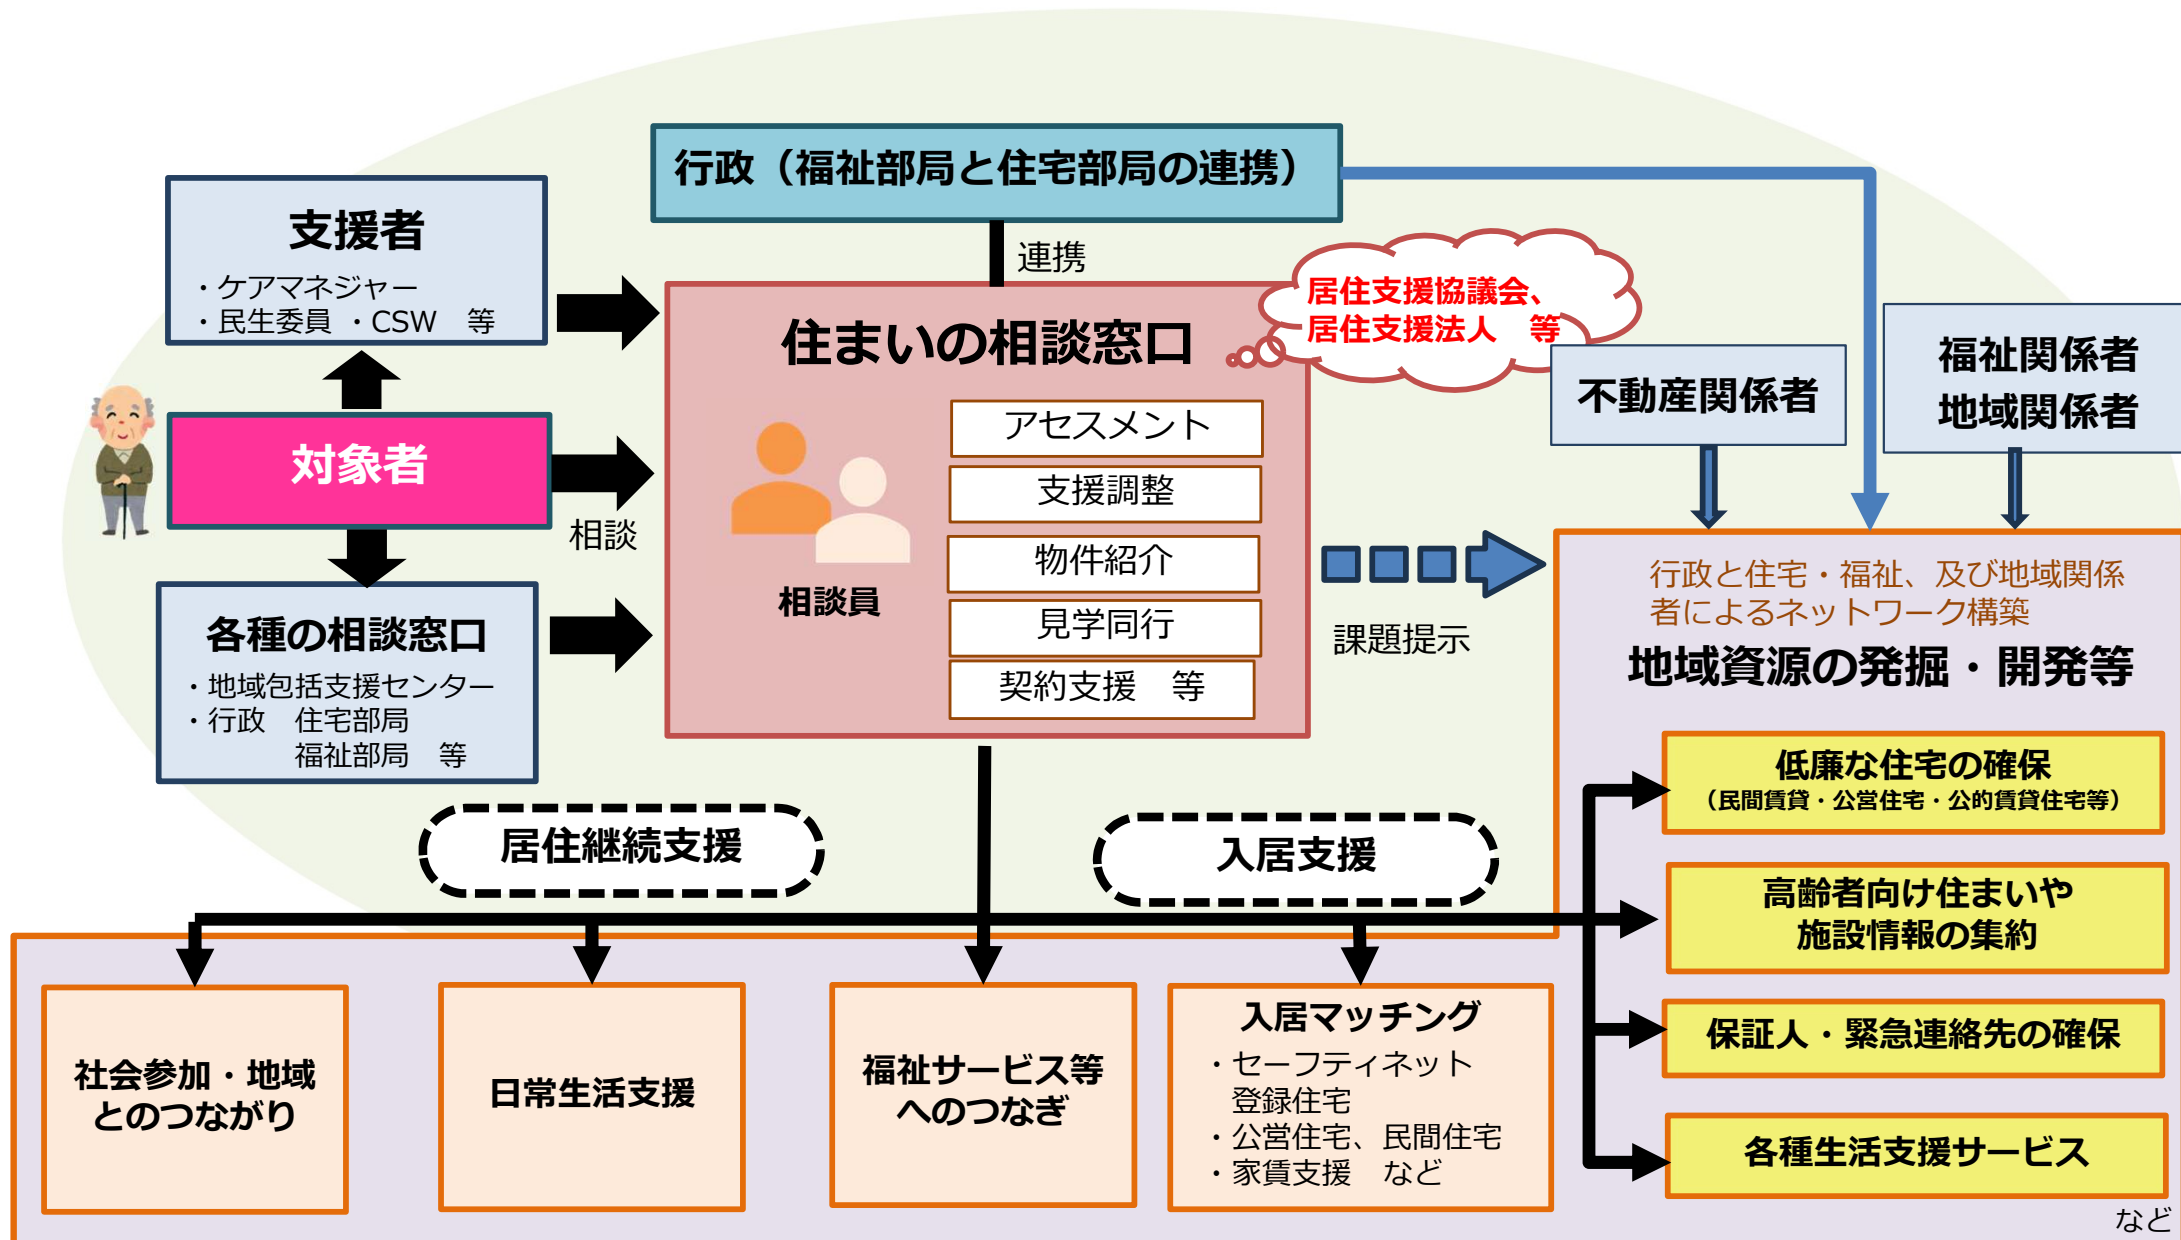 行政（福祉部局と住宅部局の連携）
連携
支援者
・ケアマネジャー
・民生委員 ・CSW　等
対象者
相談
各種の相談窓口
・地域包括支援センター
・行政　住宅部局
福祉部局　等
住まいの相談窓口
居住支援協議会、
居住支援法人　等
相談員
アセスメント
支援調整
物件紹介
見学同行
契約支援　等
課題提示
不動産関係者
福祉関係者
地域関係者
行政と住宅・福祉、及び地域関係
者によるネットワーク構築
地域資源の発掘・開発等
低廉な住宅の確保
（民間賃貸・公営住宅・公的賃貸住宅等）
高齢者向け住まいや
施設情報の集約
保証人・緊急連絡先の確保
各種生活支援サービス
など
居住継続支援
入居支援
社会参加・地域
とのつながり
日常生活支援
福祉サービス等
へのつなぎ
入居マッチング
・セーフティネット
登録住宅
・公営住宅、民間住宅
・家賃支援　など